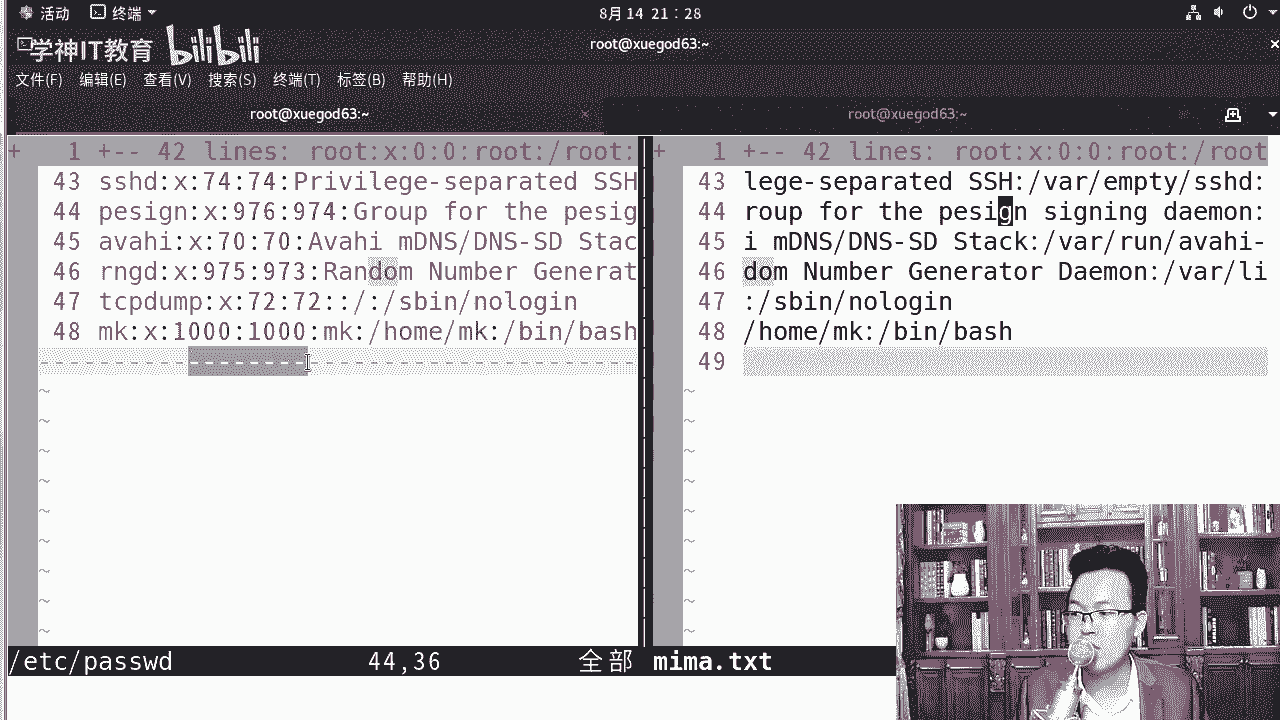 活动 终端 8月14 21：28
学神IT教育 bilibili root@xuegod63:~
文件(F) 编辑(E) 查看(V) 搜索(S) 终端(T) 标签(B) 帮助(H)
root@xuegod63:~ × root@xuegod63:~
+ 1 +-- 42 lines: root:x:0:0:root:/root:
43 sshd:x:74:74:Privilege-separated SSH
44 pesign:x:976:974:Group for the pesig
45 avahi:x:70:70:Avahi mDNS/DNS-SD Stac
46 rngd:x:975:973:Random Number Generat
47 tcpdump:x:72:72::/:/sbin/nologin
48 mk:x:1000:1000:mk:/home/mk:/bin/bash
----------------------------------------
~
~
~
~
~
~
~
~
~
/etc/passwd 44,36 全部
+ 1 +-- 42 lines: root:x:0:0:root:/root
43 lege-separated SSH:/var/empty/sshd:
44 roup for the pesign signing daemon:
45 i mDNS/DNS-SD Stack:/var/run/avahi-
46 dom Number Generator Daemon:/var/li
47 :/sbin/nologin
48 /home/mk:/bin/bash
49
~
~
~
~
~
~
~
~
~
mima.txt